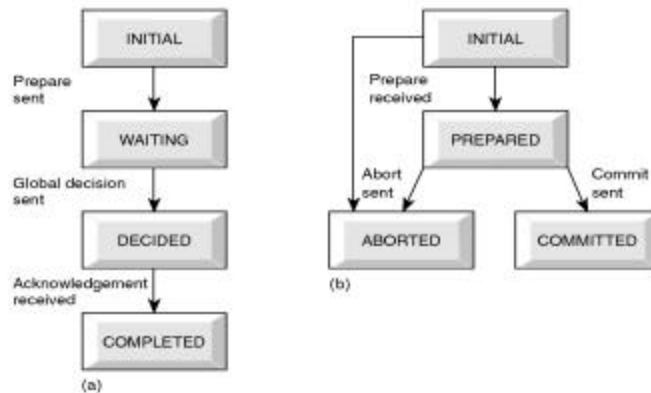 INITIAL
Prepare
sent
WAITING
Global decision
sent
DECIDED
Acknowledgement
received
COMPLETED
(a)
INITIAL
Prepare
received
PREPARED
Abort
sent
Commit
sent
ABORTED
COMMITTED
(b)